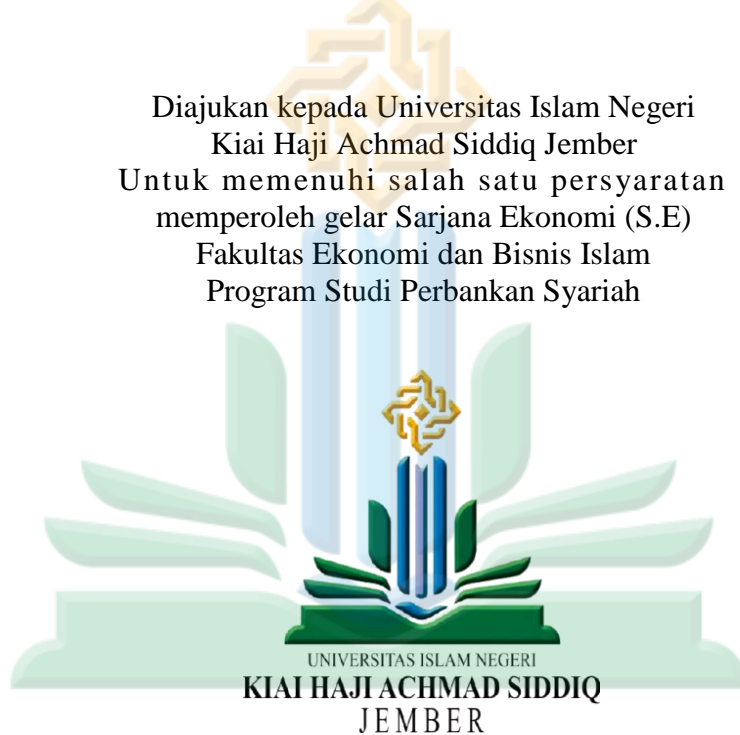 Diajukan kepada Universitas Islam Negeri
Kiai Haji Achmad Siddiq Jember
Untuk memenuhi salah satu persyaratan
memperoleh gelar Sarjana Ekonomi (S.E)
Fakultas Ekonomi dan Bisnis Islam
Program Studi Perbankan Syariah
UNIVERSITAS ISLAM NEGERI
KIAI HAJI ACHMAD SIDDIQ
JEMBER